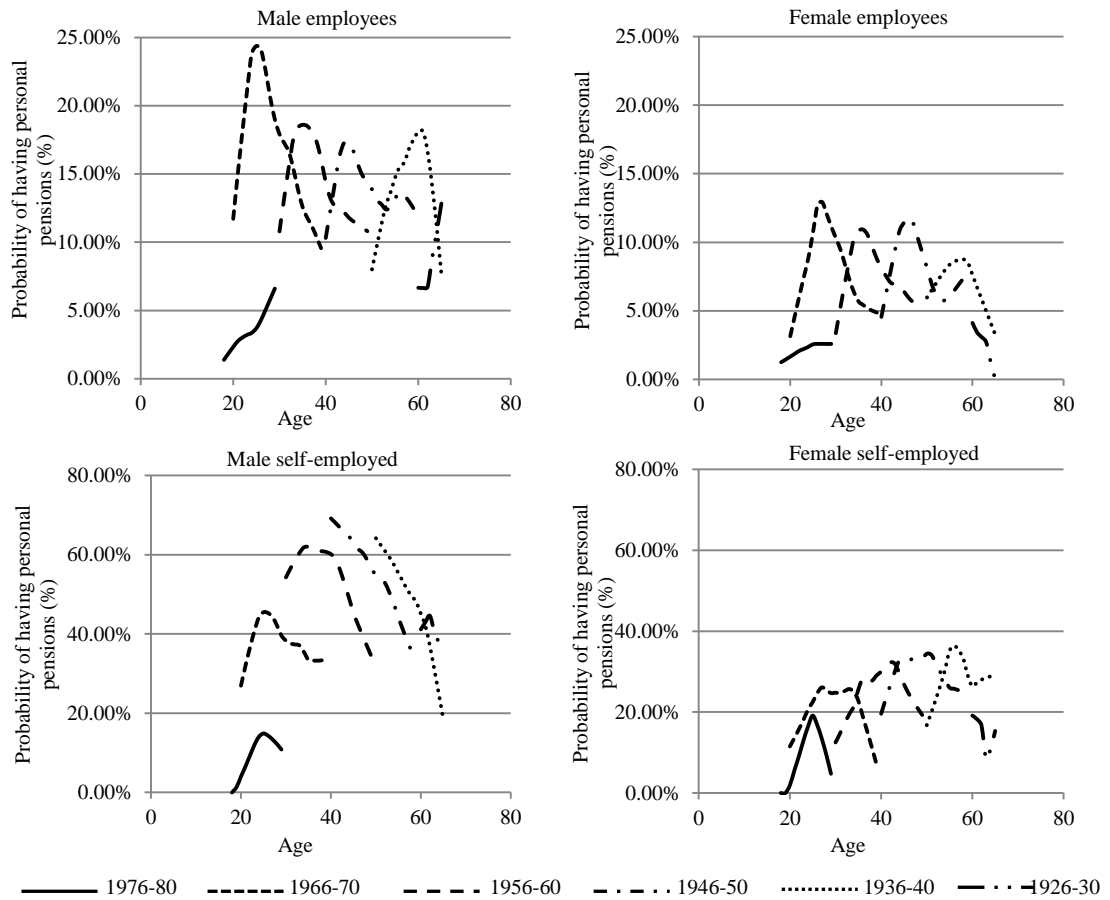 Male employees
Probability of having personal
pensions (%)
25.00%
20.00%
15.00%
10.00%
5.00%
0.00%
0 20 40 60 80
Age
Female employees
Probability of having personal
pensions (%)
25.00%
20.00%
15.00%
10.00%
5.00%
0.00%
0 20 40 60 80
Age
Male self-employed
Probability of having personal
pensions (%)
80.00%
60.00%
40.00%
20.00%
0.00%
0 20 40 60 80
Age
Female self-employed
Probability of having personal
pensions (%)
80.00%
60.00%
40.00%
20.00%
0.00%
0 20 40 60 80
Age
1976-80 1966-70 1956-60 1946-50 1936-40 1926-30